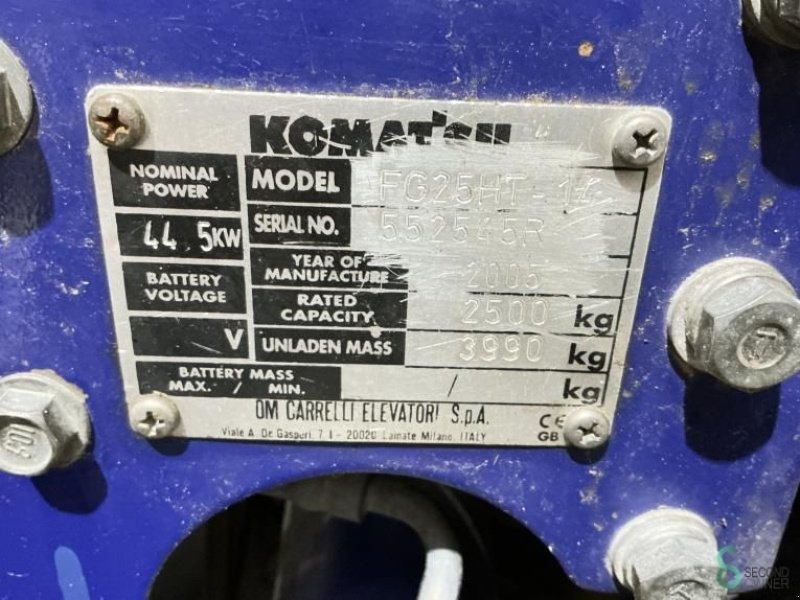 KOMATSU
NOMINAL POWER
MODEL FG25HT-14
44.5KW
SERIAL NO. 552545R
BATTERY VOLTAGE
YEAR OF MANUFACTURE 2005
RATED CAPACITY 2500 kg
V
UNLADEN MASS 3990 kg
BATTERY MASS
MAX. / MIN. / kg
OM CARRELLI ELEVATORI S.p.A.
Viale A. De Gasperi, 7 I - 20020 Lainate Milano ITALY
CE
GB
SECOND
OWNER